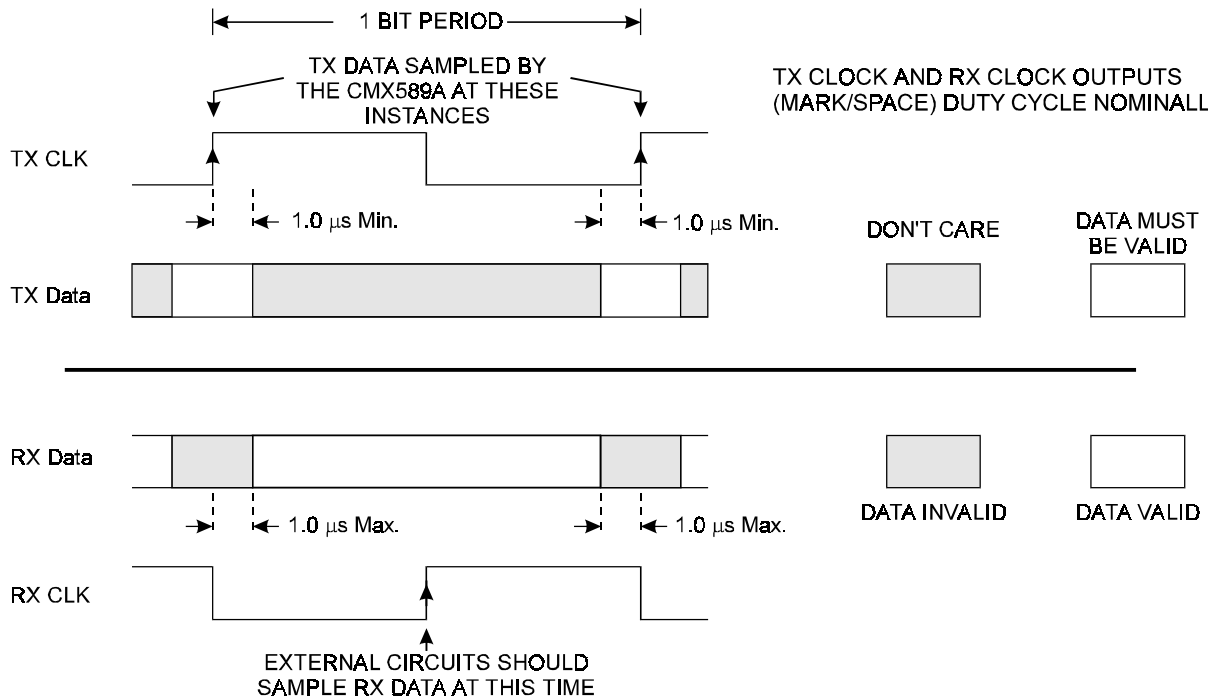 1 BIT PERIOD
TX DATA SAMPLED BY
THE CMX589A AT THESE
INSTANCES
TX CLOCK AND RX CLOCK OUTPUTS
(MARK/SPACE) DUTY CYCLE NOMINALL
TX CLK
1.0 μs Min.
1.0 μs Min.
DON'T CARE
DATA MUST
BE VALID
TX Data
RX Data
1.0 μs Max.
1.0 μs Max.
DATA INVALID
DATA VALID
RX CLK
EXTERNAL CIRCUITS SHOULD
SAMPLE RX DATA AT THIS TIME